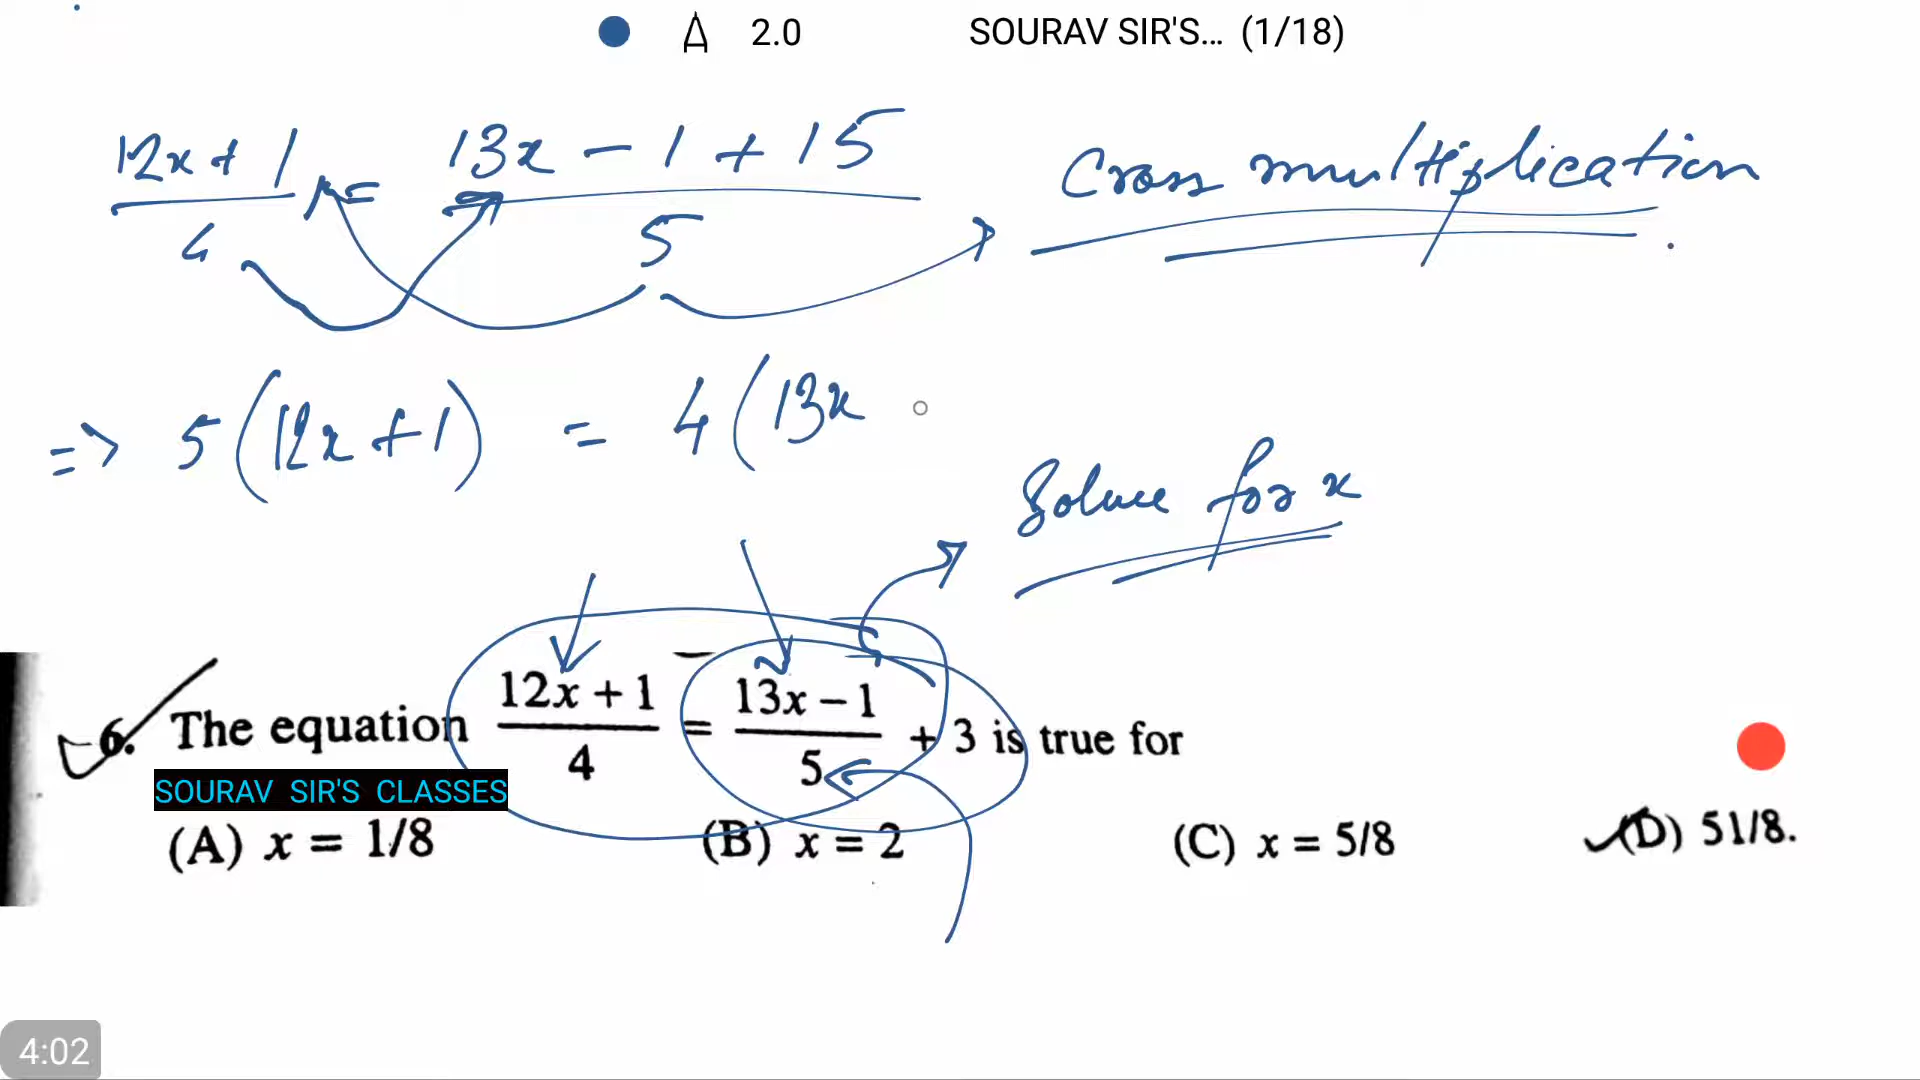 A 2.0 SOURAV SIR'S... (1/18)
12x + 1 / 4 = 13x - 1 + 15 / 5
Cross multiplication
=> 5(12x + 1) = 4(13x
Solve for x
6. The equation 12x + 1 / 4 = 13x - 1 / 5 + 3 is true for
SOURAV SIR'S CLASSES
(A) x = 1/8 (B) x = 2 (C) x = 5/8 (D) 51/8.
4:02